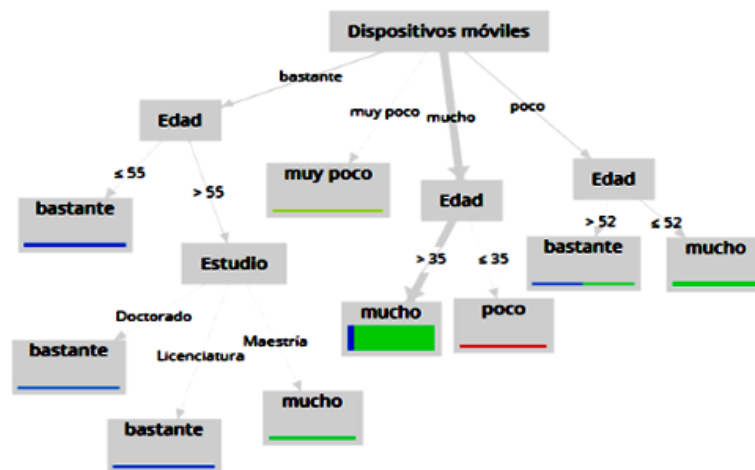 Dispositivos móviles
bastante
muy poco
mucho
poco
Edad
≤ 55
> 55
muy poco
Edad
Edad
bastante
> 52
≤ 52
Estudio
> 35
≤ 35
bastante
mucho
mucho
poco
Doctorado
Licenciatura
Maestría
bastante
mucho
bastante